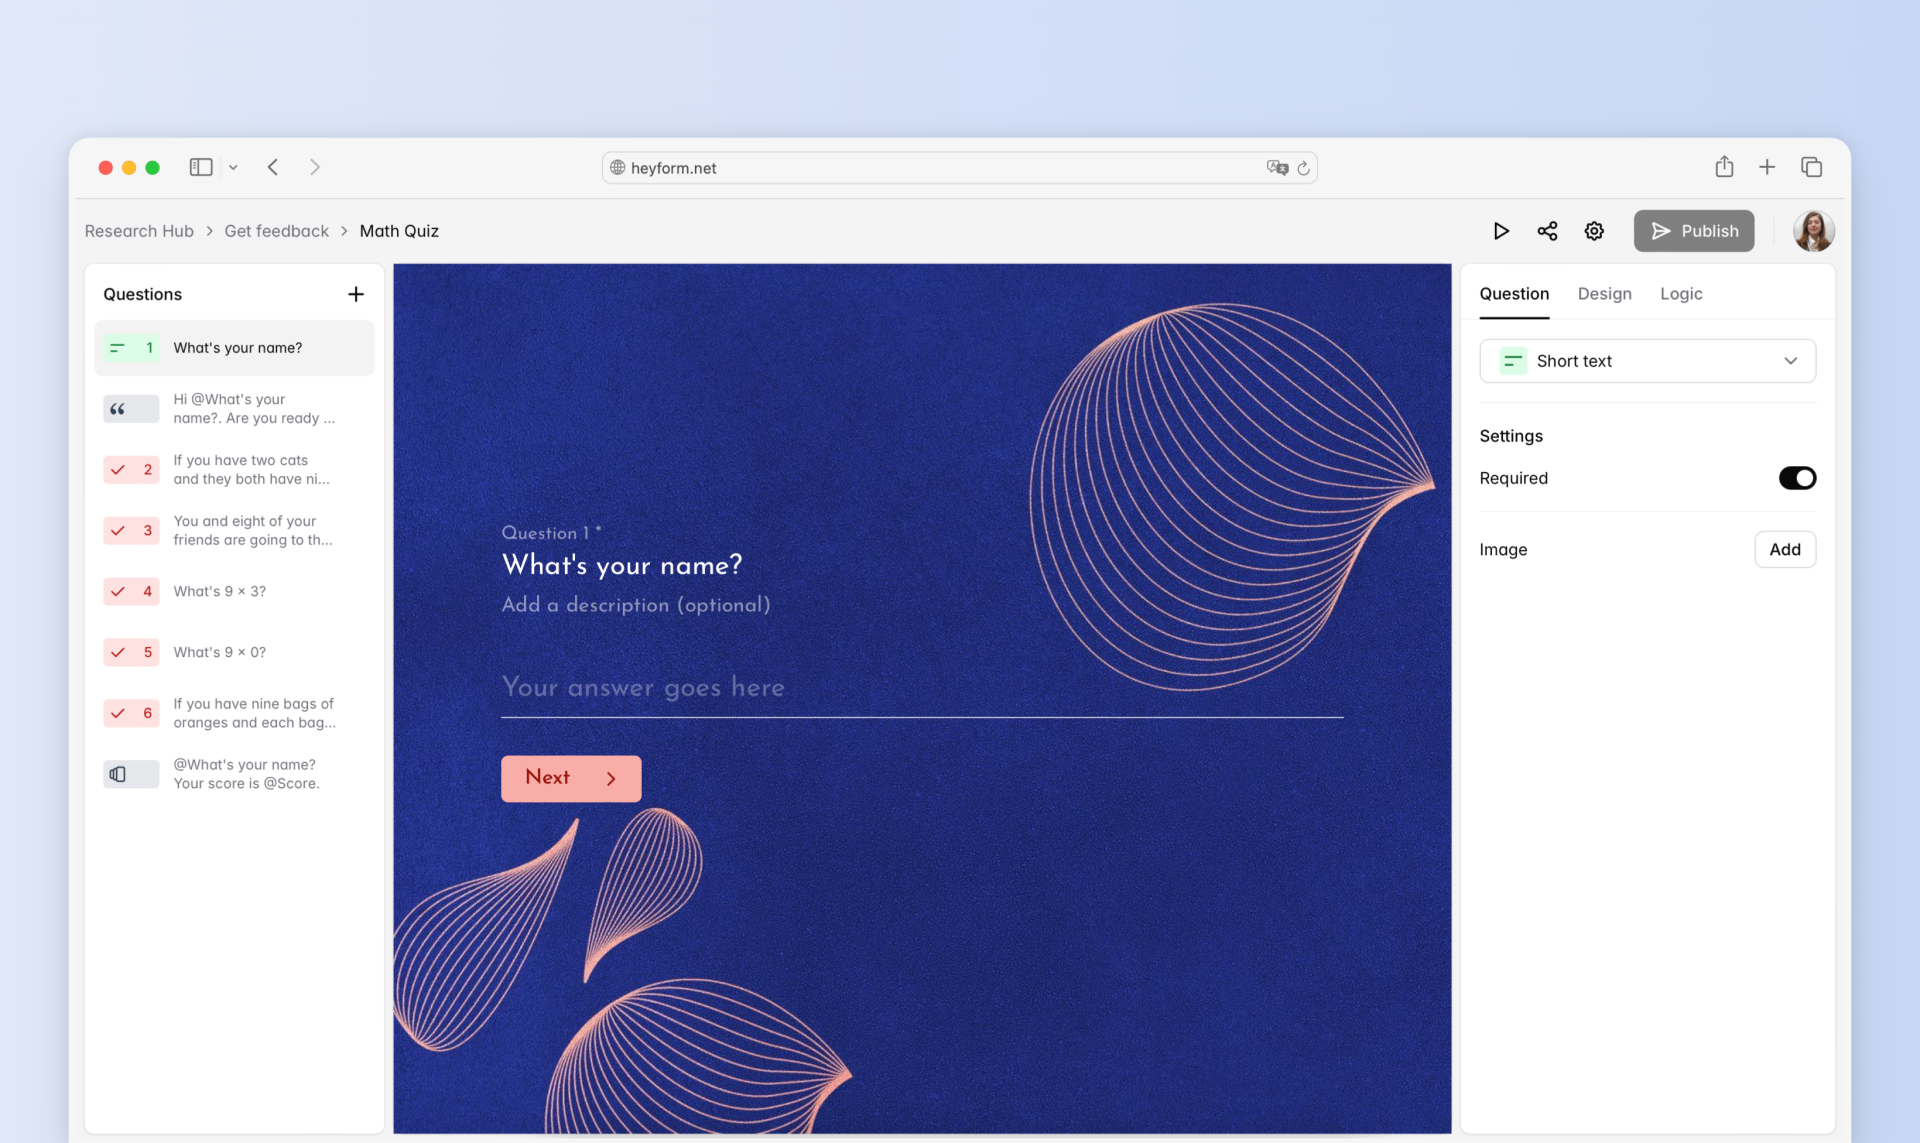 heyform.net
Research Hub > Get feedback > Math Quiz
Publish
Questions
1 What's your name?
Hi @What's your
name?. Are you ready ...
2 If you have two cats
and they both have ni...
3 You and eight of your
friends are going to th...
4 What's 9 × 3?
5 What's 9 × 0?
6 If you have nine bags of
oranges and each bag...
@What's your name?
Your score is @Score.
Question 1 *
What's your name?
Add a description (optional)
Your answer goes here
Next
Question Design Logic
Short text
Settings
Required
Image Add